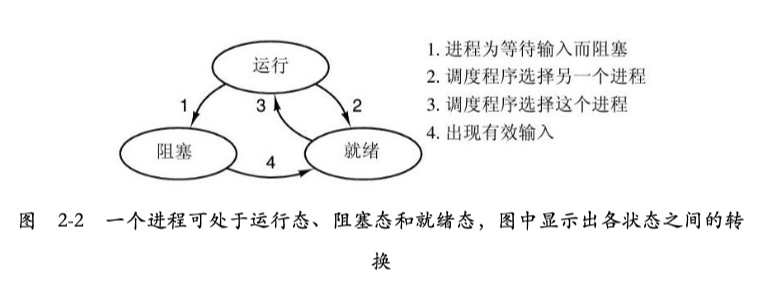 运行
1. 进程为等待输入而阻塞
2. 调度程序选择另一个进程
3. 调度程序选择这个进程
4. 出现有效输入
1
3
2
阻塞
4
就绪
图 2-2 一个进程可处于运行态、阻塞态和就绪态，图中显示出各状态之间的转
换